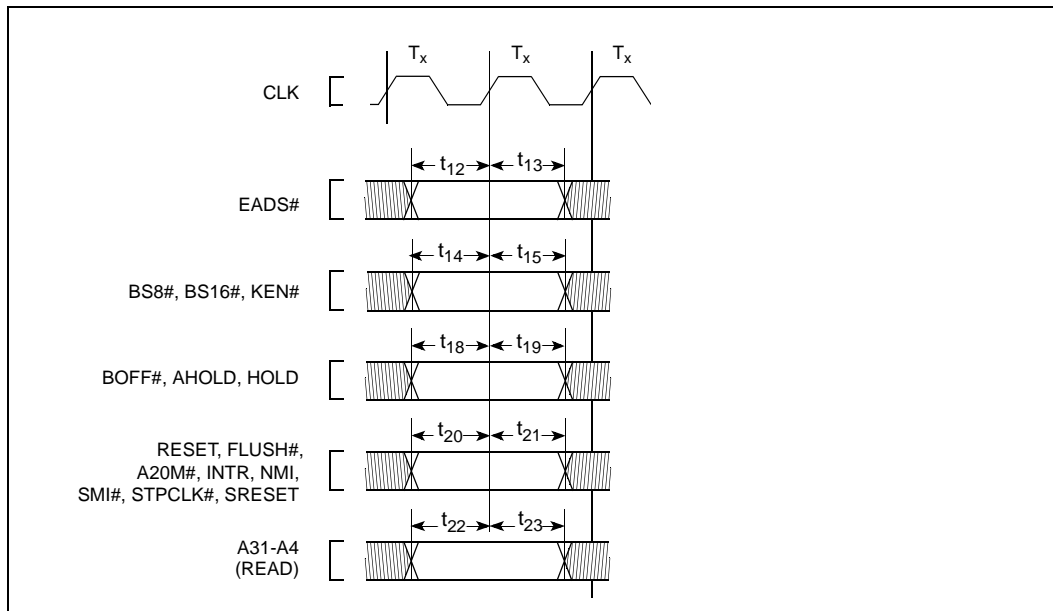 Tx Tx Tx
CLK
t12 t13
EADS#
t14 t15
BS8#, BS16#, KEN#
t18 t19
BOFF#, AHOLD, HOLD
t20 t21
RESET, FLUSH#,
A20M#, INTR, NMI,
SMI#, STPCLK#, SRESET
t22 t23
A31-A4
(READ)